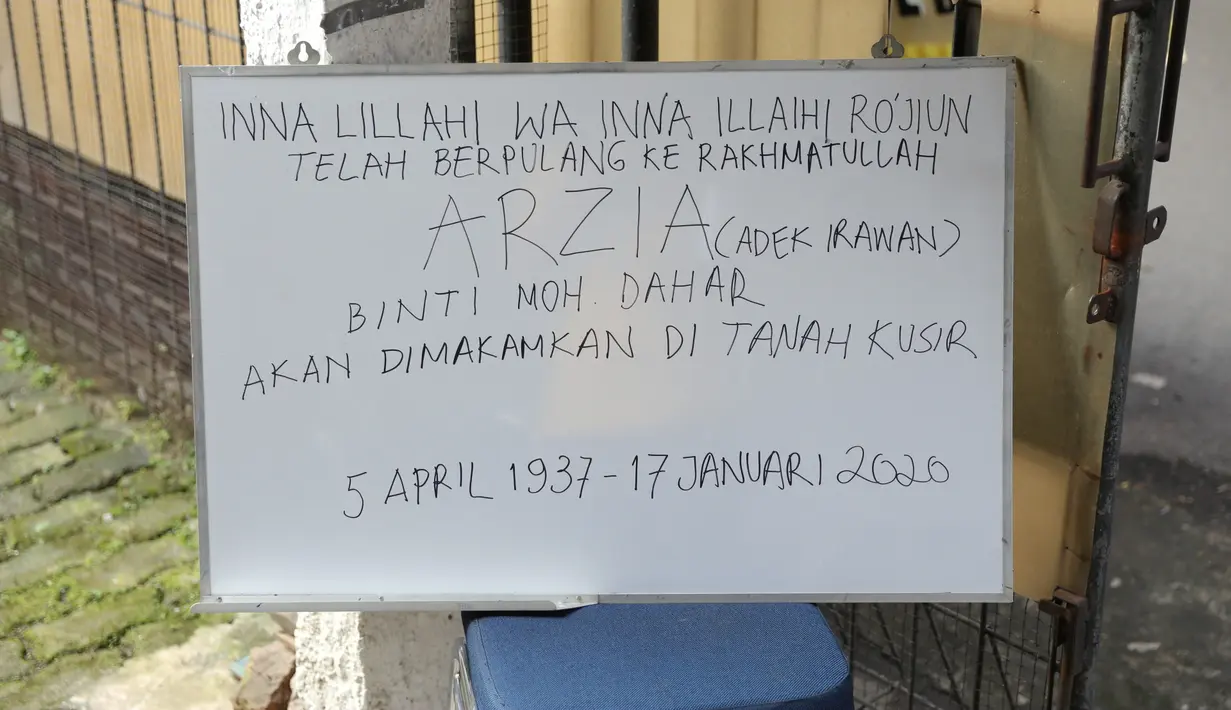 INNA LILLAHI WA INNA ILLAIHI RO'JIUN
TELAH BERPULANG KE RAKHMATULLAH
ARZIA (ADEK IRAWAN)
BINTI MOH. DAHAR
AKAN DIMAKAMKAN DI TANAH KUSIR
5 APRIL 1937 - 17 JANUARI 2020